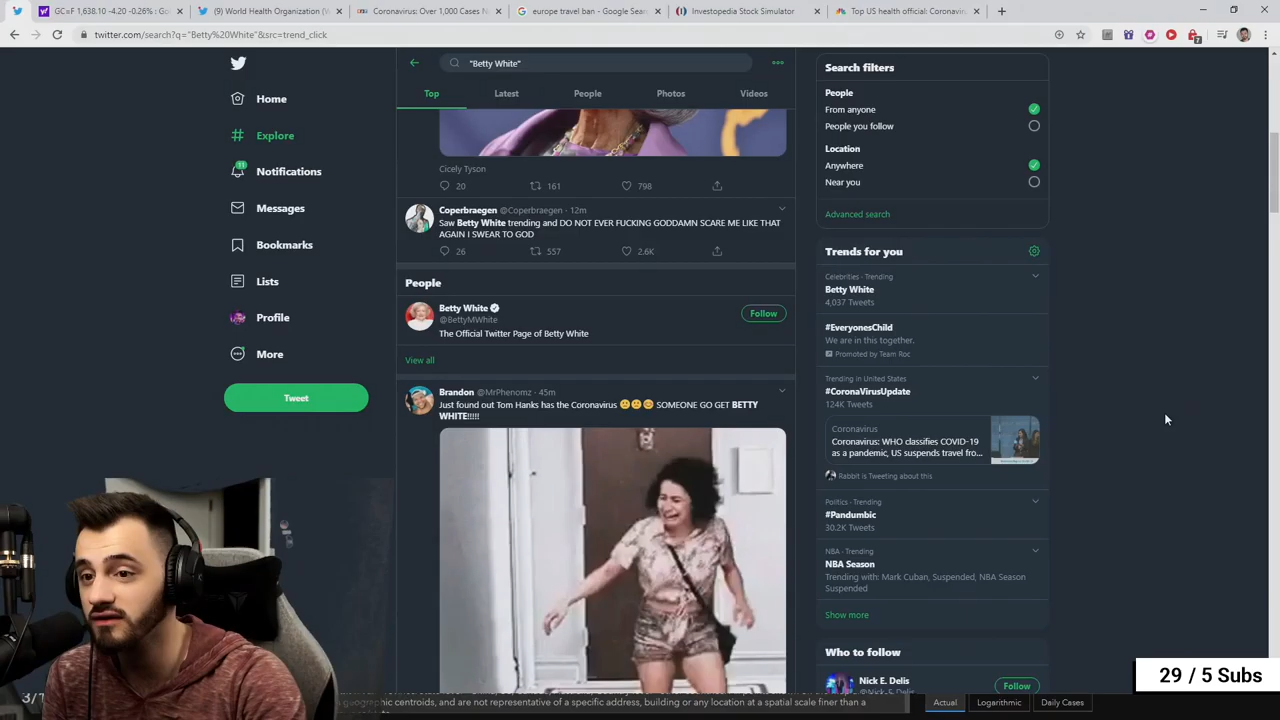 GC=F 1,638.10 -4.20 -0.26% : Go
(9) World Health Organization (W
Coronavirus: Over 1,000 Cases N
europe travel ban - Google Sear
Investopedia Stock Simulator
Top US health official: Coronavir
twitter.com/search?q="Betty%20White"&src=trend_click
Home
Explore
11
Notifications
Messages
Bookmarks
Lists
Profile
More
Tweet
"Betty White"
Top
Latest
People
Photos
Videos
Cicely Tyson
20
161
798
Coperbraegen @Coperbraegen · 12m
Saw Betty White trending and DO NOT EVER FUCKING GODDAMN SCARE ME LIKE THAT
AGAIN I SWEAR TO GOD
26
557
2.6K
People
Betty White
@BettyMWhite
The Official Twitter Page of Betty White
Follow
View all
Brandon @MrPhenomz · 45m
Just found out Tom Hanks has the Coronavirus SOMEONE GO GET BETTY
WHITE!!!!!
Search filters
People
From anyone
People you follow
Location
Anywhere
Near you
Advanced search
Trends for you
Celebrities · Trending
Betty White
4,037 Tweets
#EveryonesChild
We are in this together.
Promoted by Team Roc
Trending in United States
#CoronaVirusUpdate
124K Tweets
Coronavirus
Coronavirus: WHO classifies COVID-19
as a pandemic, US suspends travel fro...
Rabbit is Tweeting about this
Politics · Trending
#Pandumbic
30.2K Tweets
NBA · Trending
NBA Season
Trending with: Mark Cuban, Suspended, NBA Season
Suspended
Show more
Who to follow
Nick E. Delis
Follow
29 / 5 Subs
geographic centroids, and are not representative of a specific address, building or any location at a spatial scale finer than a
Actual
Logarithmic
Daily Cases